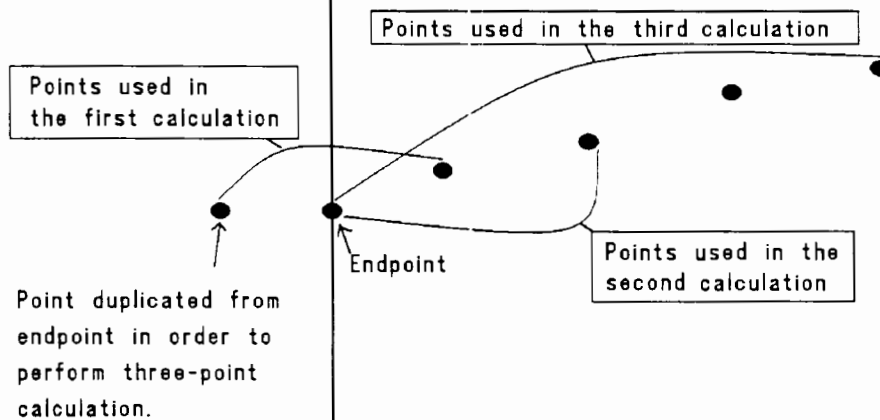 Points used in the third calculation
Points used in
the first calculation
Endpoint
Points used in the
second calculation
Point duplicated from
endpoint in order to
perform three-point
calculation.